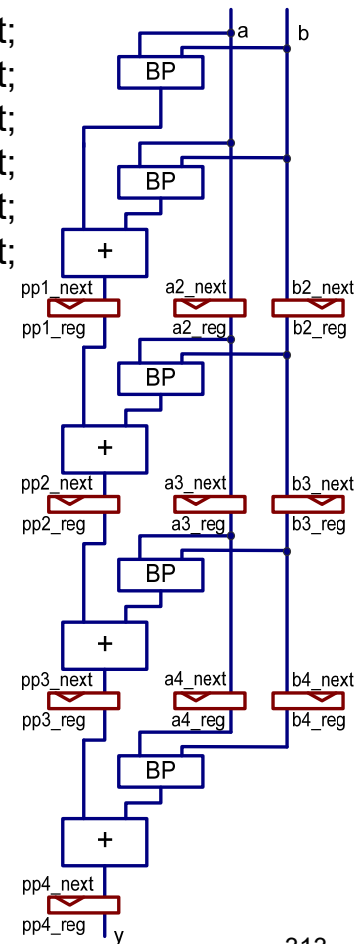 t;
a
b
t;
BP
t;
t;
BP
t;
t;
+
pp1_next a2_next b2_next
pp1_reg a2_reg b2_reg
BP
+
pp2_next a3_next b3_next
pp2_reg a3_reg b3_reg
BP
+
pp3_next a4_next b4_next
pp3_reg a4_reg b4_reg
BP
+
pp4_next
pp4_reg
y